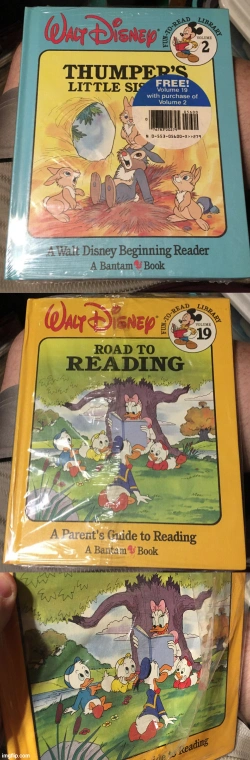 WALT DISNEY
FUN-TO-READ LIBRARY
VOLUME
2
THUMPER'S
LITTLE SIS
FREE!
Volume 19
with purchase of
Volume 2
A Walt Disney Beginning Reader
A Bantam Book
WALT DISNEY
FUN-TO-READ LIBRARY
VOLUME
19
ROAD TO
READING
A Parent's Guide to Reading
A Bantam Book
Reading
imgflip.com